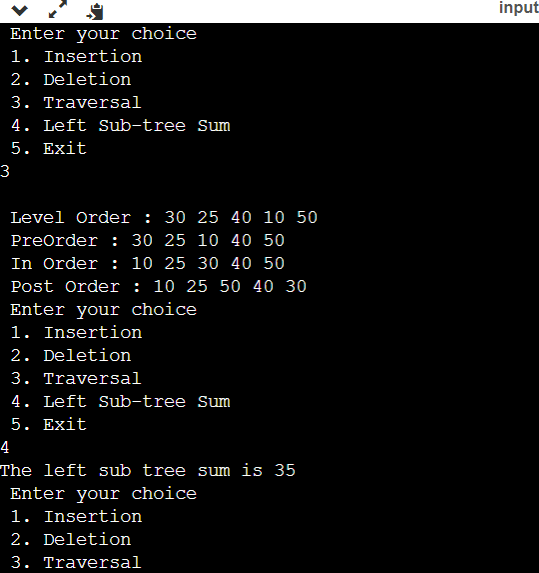 input
Enter your choice
1. Insertion
2. Deletion
3. Traversal
4. Left Sub-tree Sum
5. Exit
3
Level Order : 30 25 40 10 50
PreOrder : 30 25 10 40 50
In Order : 10 25 30 40 50
Post Order : 10 25 50 40 30
Enter your choice
1. Insertion
2. Deletion
3. Traversal
4. Left Sub-tree Sum
5. Exit
4
The left sub tree sum is 35
Enter your choice
1. Insertion
2. Deletion
3. Traversal